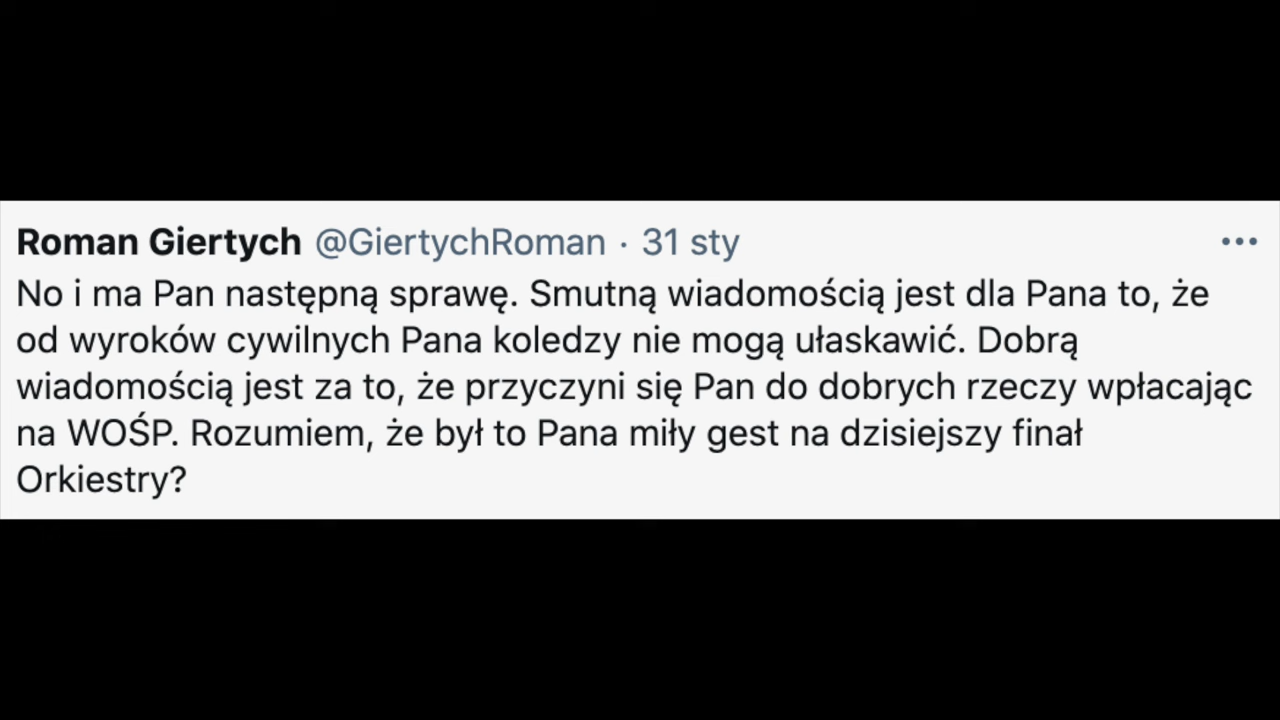 Roman Giertych @GiertychRoman · 31 sty
No i ma Pan następną sprawę. Smutną wiadomością jest dla Pana to, że
od wyroków cywilnych Pana koledzy nie mogą ułaskawić. Dobrą
wiadomością jest za to, że przyczyni się Pan do dobrych rzeczy wpłacając
na WOŚP. Rozumiem, że był to Pana miły gest na dzisiejszy finał
Orkiestry?